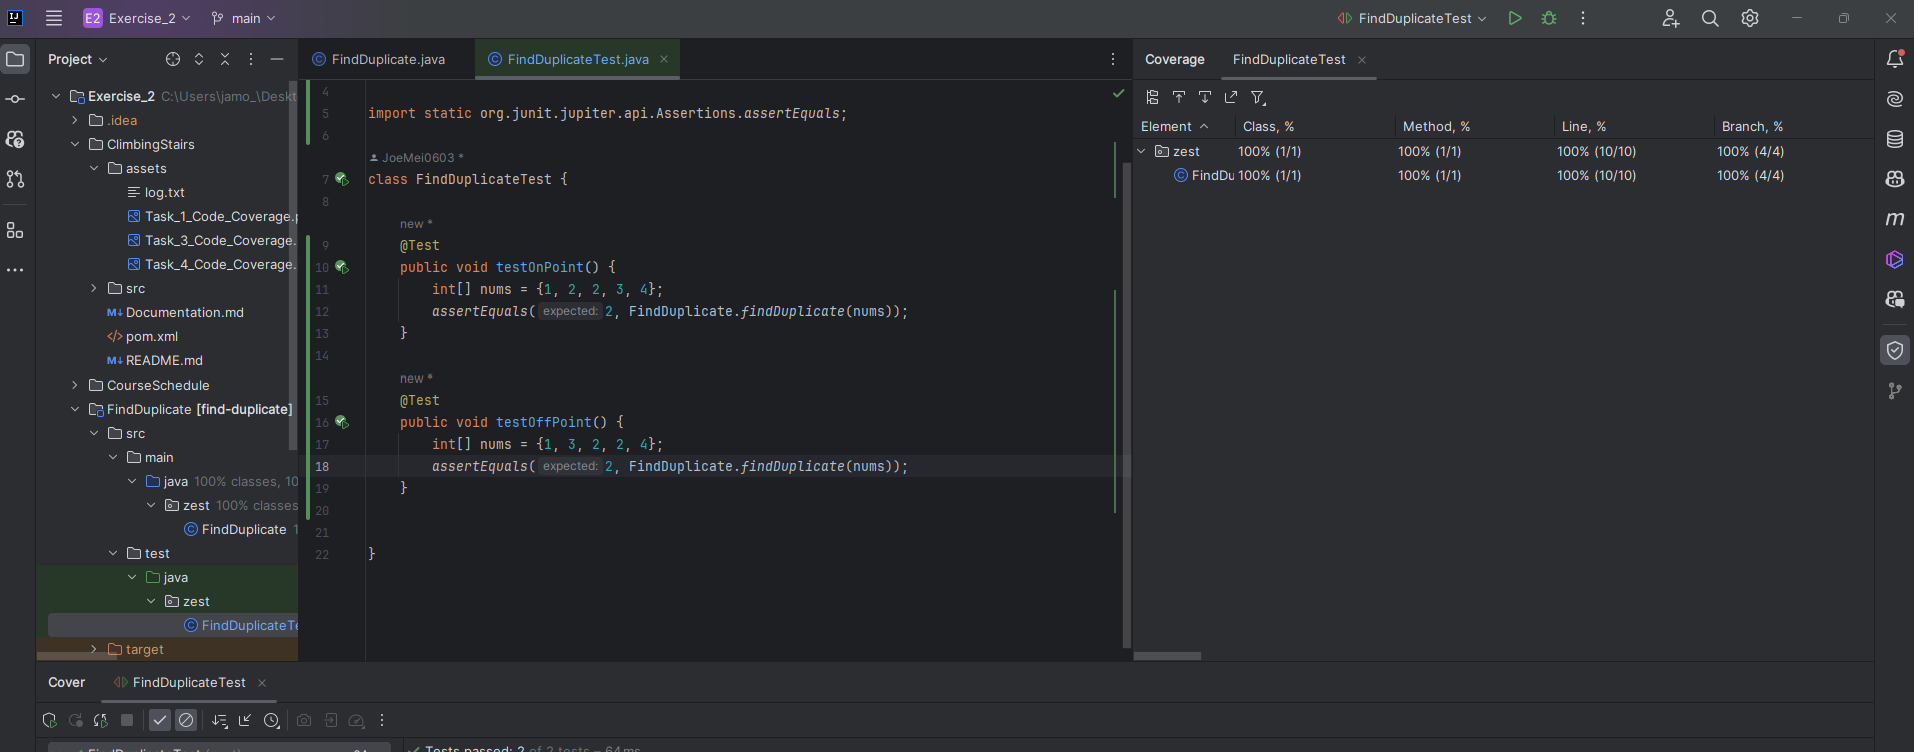 E2 Exercise_2 main FindDuplicateTest
Project
Exercise_2 C:\Users\jamo_\Deskt
.idea
ClimbingStairs
assets
log.txt
Task_1_Code_Coverage.p
Task_3_Code_Coverage.
Task_4_Code_Coverage.
src
Documentation.md
pom.xml
README.md
CourseSchedule
FindDuplicate [find-duplicate]
src
main
java 100% classes, 10
zest 100% classes
FindDuplicate 1
test
java
zest
FindDuplicateTe
target
FindDuplicate.java FindDuplicateTest.java
4
5 import static org.junit.jupiter.api.Assertions.assertEquals;
6
JoeMei0603 *
7 class FindDuplicateTest {
8
new *
9 @Test
10 public void testOnPoint() {
11 int[] nums = {1, 2, 2, 3, 4};
12 assertEquals( expected: 2, FindDuplicate.findDuplicate(nums));
13 }
14
new *
15 @Test
16 public void testOffPoint() {
17 int[] nums = {1, 3, 2, 2, 4};
18 assertEquals( expected: 2, FindDuplicate.findDuplicate(nums));
19 }
20
21
22 }
Coverage FindDuplicateTest
Element Class, % Method, % Line, % Branch, %
zest 100% (1/1) 100% (1/1) 100% (10/10) 100% (4/4)
FindDu 100% (1/1) 100% (1/1) 100% (10/10) 100% (4/4)
Cover FindDuplicateTest
Tests passed: 2 of 2 tests – 64 ms